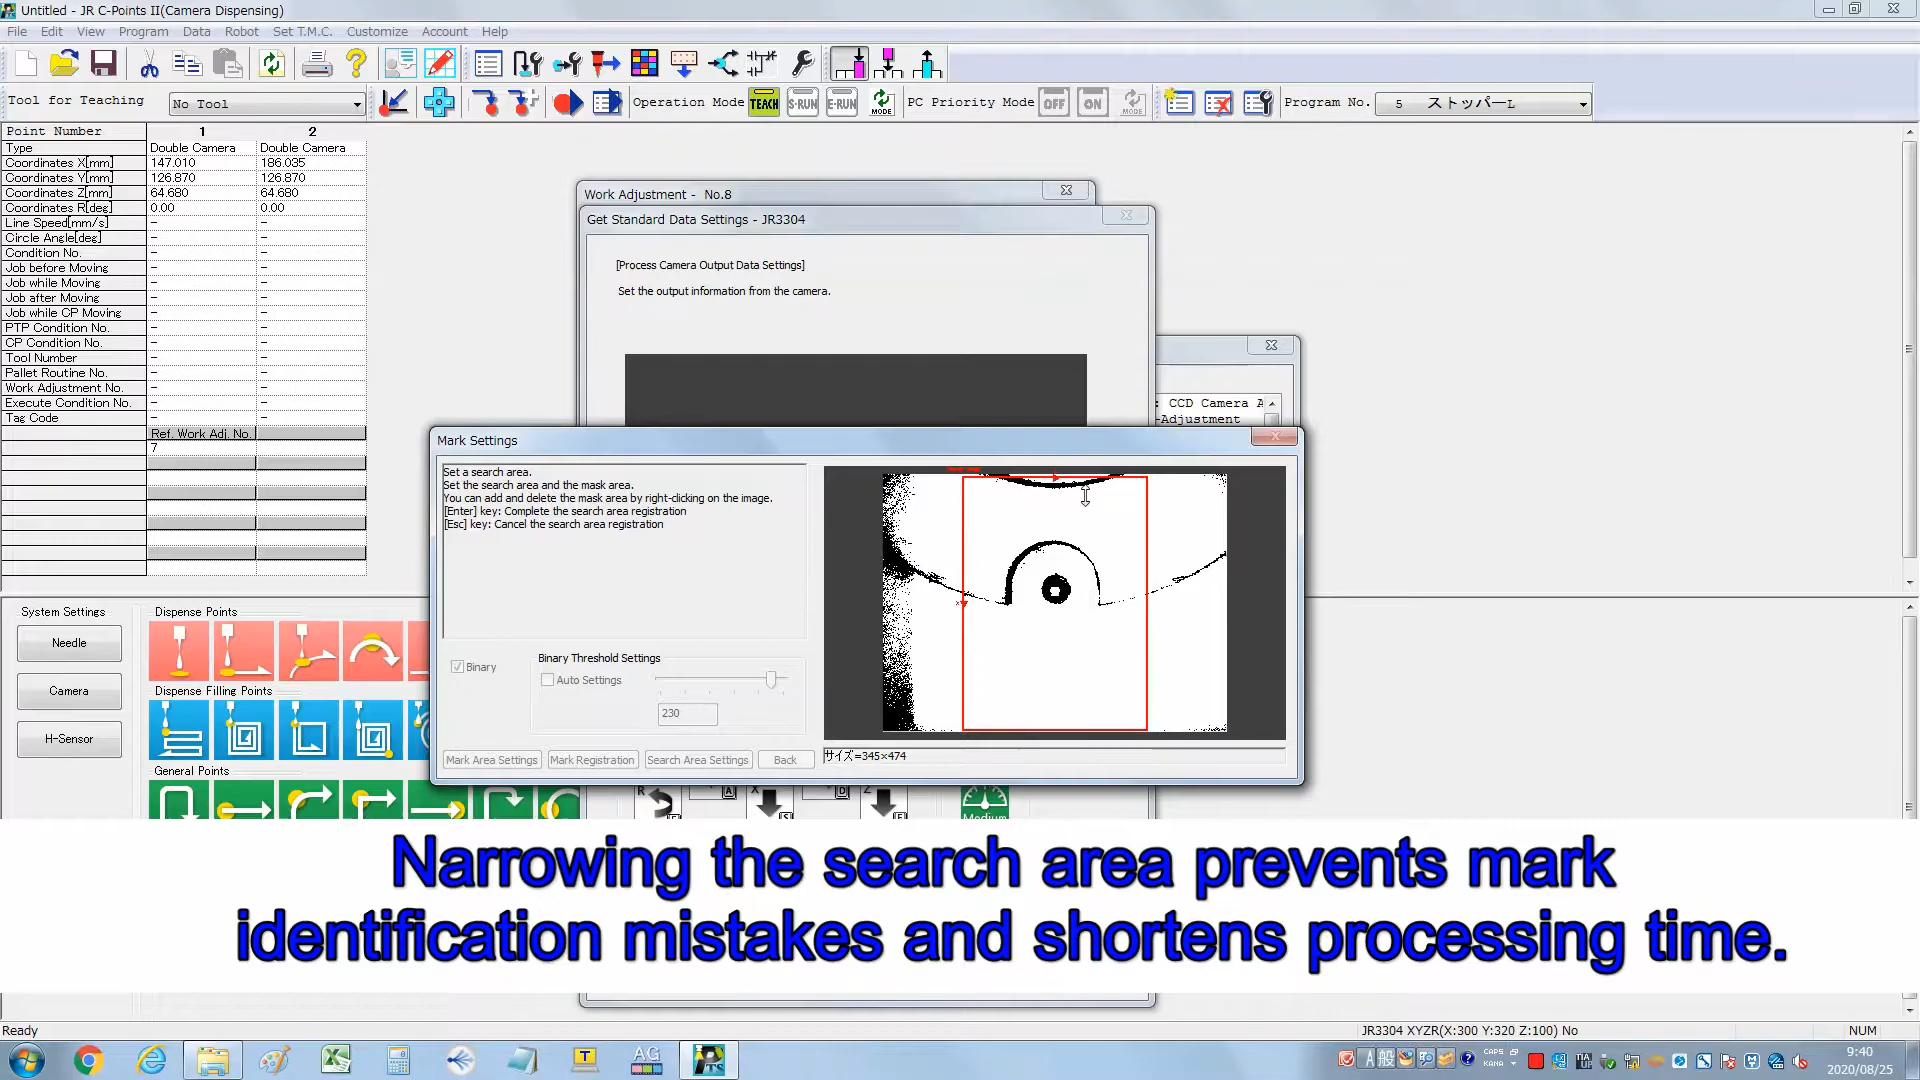 Untitled - JR C-Points II(Camera Dispensing)
File Edit View Program Data Robot Set T.M.C. Customize Account Help
Tool for Teaching No Tool Operation Mode TEACH S-RUN E-RUN MODE PC Priority Mode OFF ON MODE Program No. 5 ストッパーL
Point Number 1 2
Type Double Camera Double Camera
Coordinates X[mm] 147.010 186.035
Coordinates Y[mm] 126.870 126.870
Coordinates Z[mm] 64.680 64.680
Coordinates R[deg] 0.00 0.00
Line Speed[mm/s] - -
Circle Angle[deg] - -
Condition No. - -
Job before Moving - -
Job while Moving - -
Job after Moving - -
Job while CP Moving - -
PTP Condition No. - -
CP Condition No. - -
Tool Number - -
Pallet Routine No. - -
Work Adjustment No. - -
Execute Condition No. - -
Tag Code - -
Ref. Work Adj. No.
7
Work Adjustment - No.8
Get Standard Data Settings - JR3304
[Process Camera Output Data Settings]
Set the output information from the camera.
: CCD Camera A
-Adjustment
Mark Settings
Set a search area.
Set the search area and the mask area.
You can add and delete the mask area by right-clicking on the image.
[Enter] key: Complete the search area registration
[Esc] key: Cancel the search area registration
Binary
Binary Threshold Settings
Auto Settings
230
Mark Area Settings Mark Registration Search Area Settings Back
サイズ=345×474
System Settings
Needle
Camera
H-Sensor
Dispense Points
Dispense Filling Points
General Points
R A X D Z
Medium
Narrowing the search area prevents mark
identification mistakes and shortens processing time.
Ready
JR3304 XYZR(X:300 Y:320 Z:100) No NUM
T AG
A 般 CAPS
KANA
9:40
2020/08/25